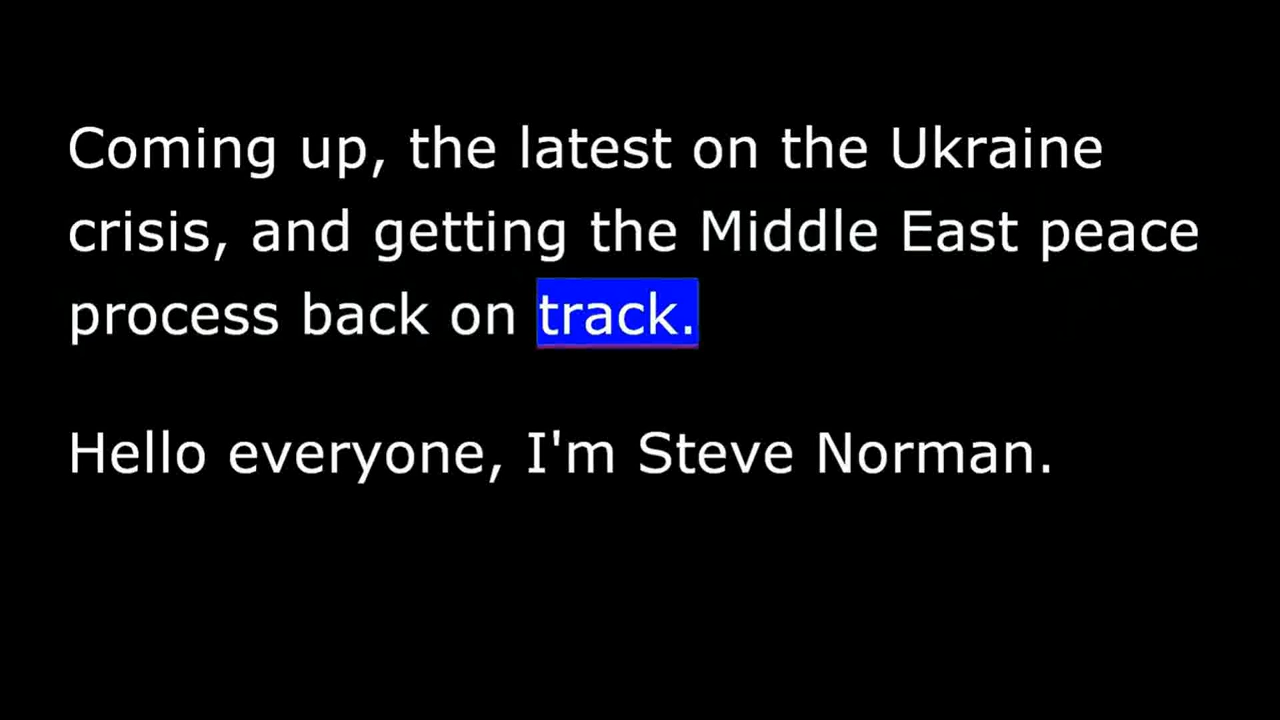 Coming up, the latest on the Ukraine
crisis, and getting the Middle East peace
process back on track.
Hello everyone, I'm Steve Norman.